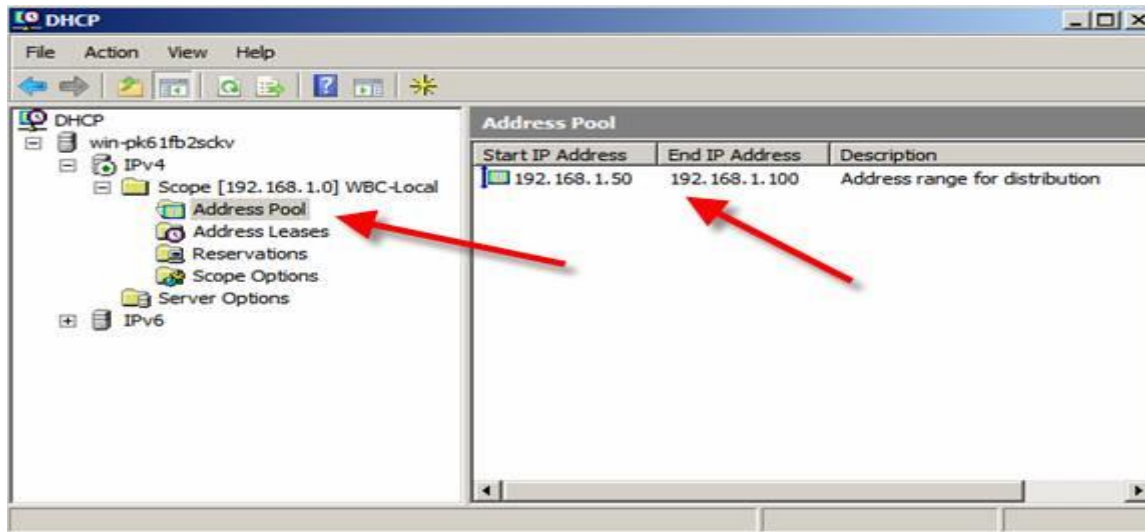 DHCP
File Action View Help
DHCP
win-pk61fb2sckv
IPv4
Scope [192.168.1.0] WBC-Local
Address Pool
Address Leases
Reservations
Scope Options
Server Options
IPv6
Address Pool
Start IP Address End IP Address Description
192.168.1.50 192.168.1.100 Address range for distribution